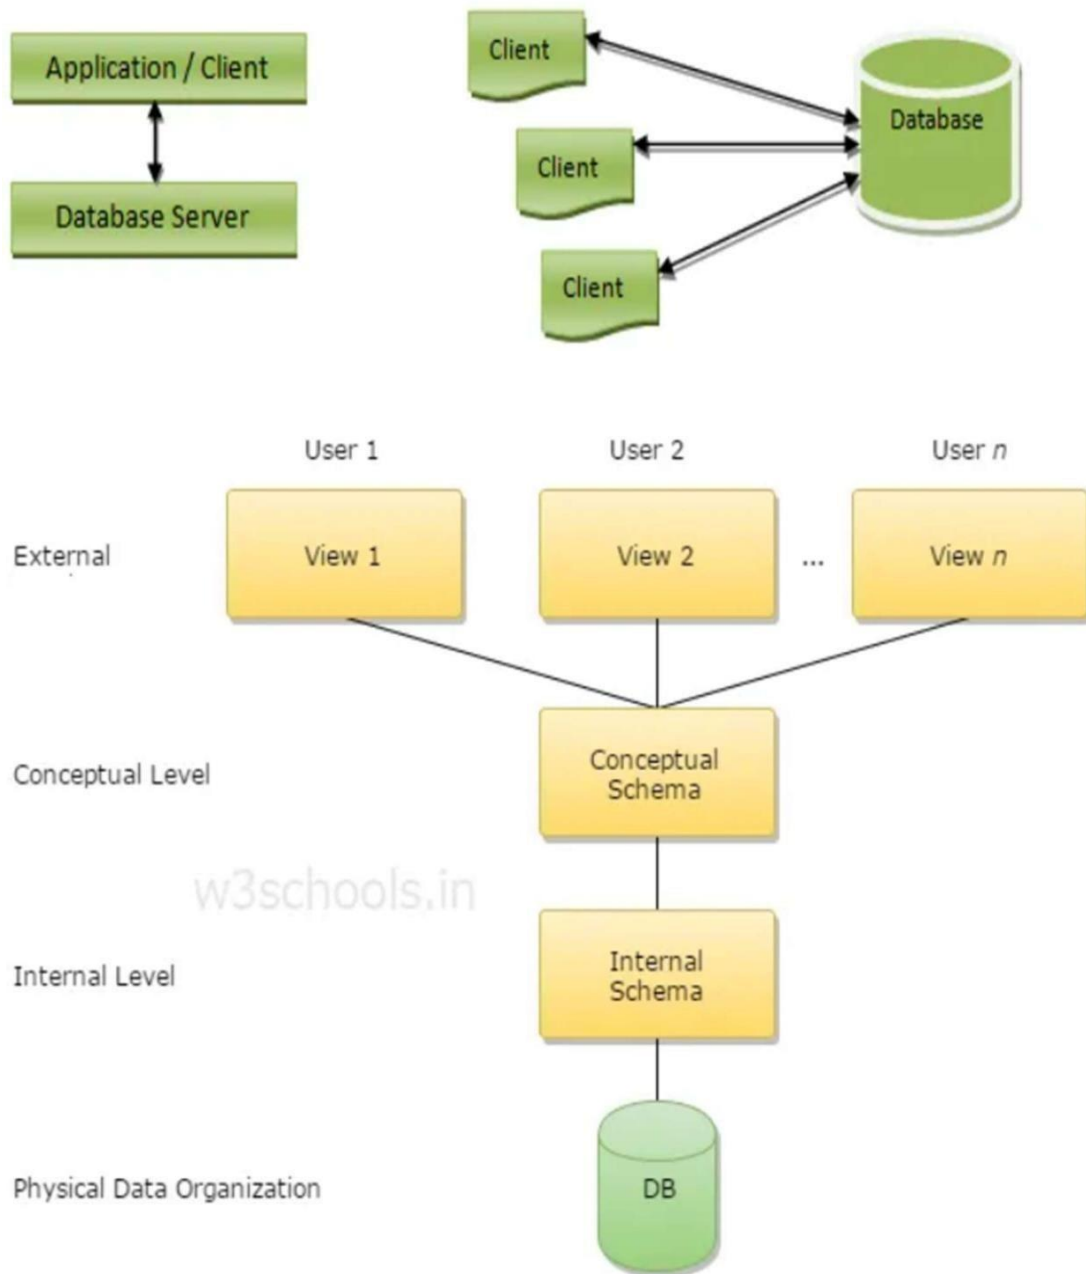 Application / Client
Database Server
Client
Client
Client
Database
User 1
User 2
User n
External
View 1
View 2
...
View n
Conceptual Level
Conceptual
Schema
w3schools.in
Internal Level
Internal
Schema
Physical Data Organization
DB